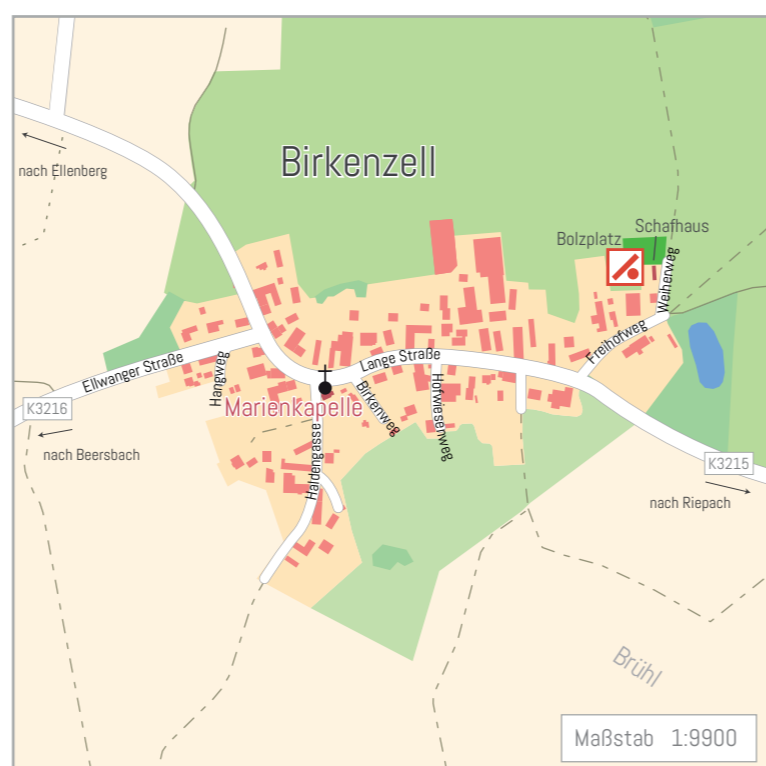 Birkenzell
nach Ellenberg
Schafhaus
Bolzplatz
Weiherweg
Freihofweg
Lange Straße
Ellwanger Straße
Hangweg
Birkenweg
Hofwiesenweg
K3216
Marienkapelle
nach Beersbach
Haldengasse
K3215
nach Riepach
Brühl
Maßstab 1:9900